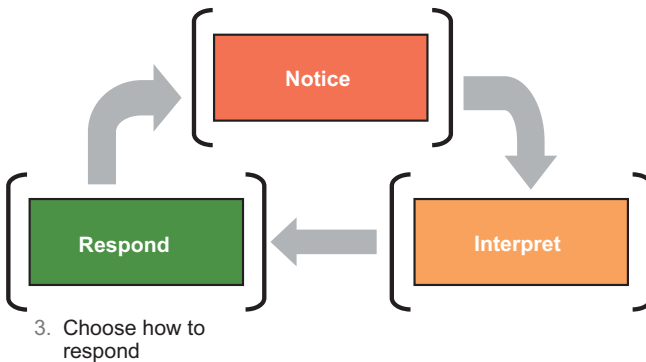 Notice
Respond
Interpret
3. Choose how to
respond